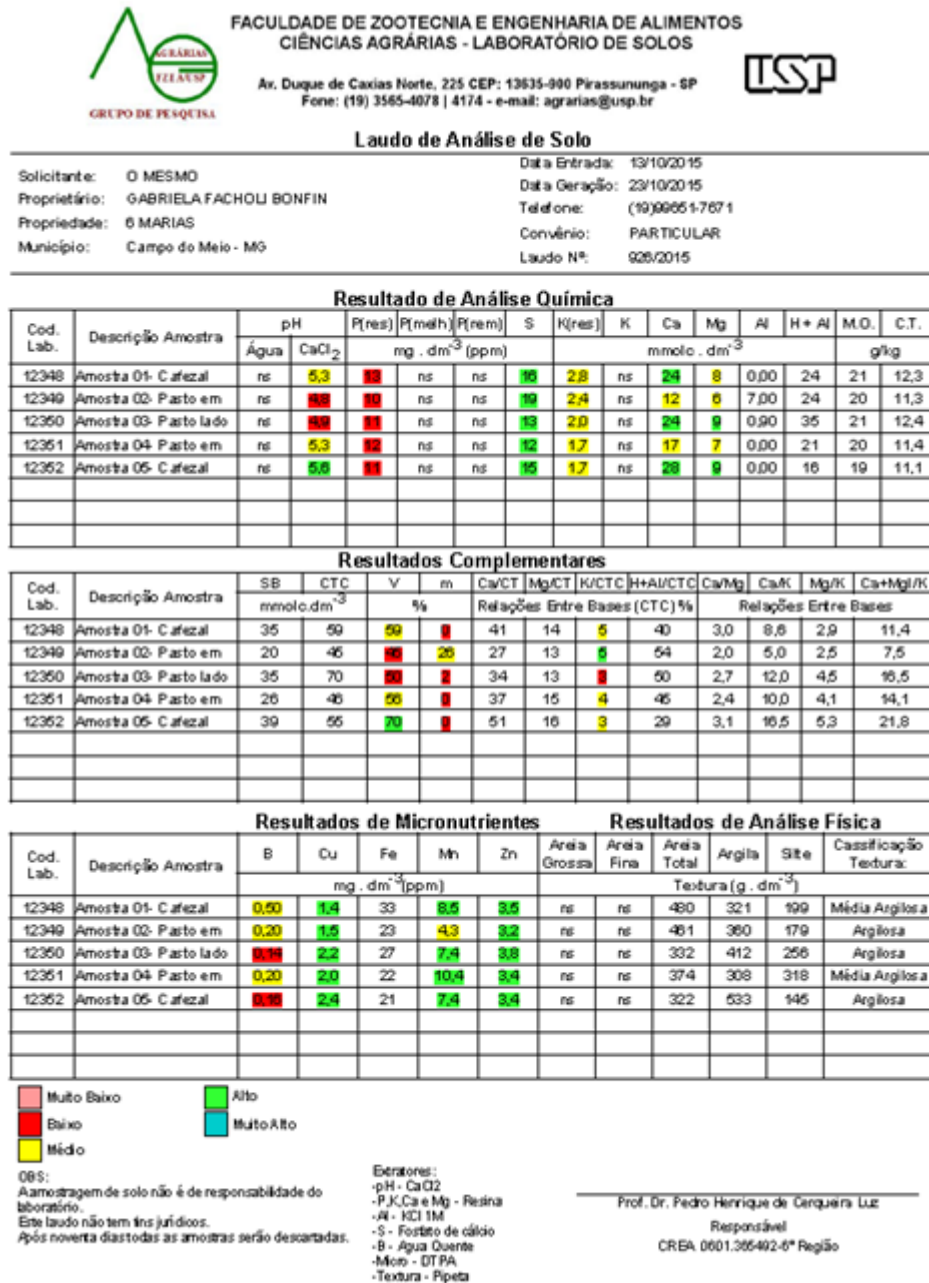 FACULDADE DE ZOOTECNIA E ENGENHARIA DE ALIMENTOS
CIÊNCIAS AGRÁRIAS - LABORATÓRIO DE SOLOS
AGRÁRIAS
FZEA/USP
GRUPO DE PESQUISA
USP
Av. Duque de Caxias Norte, 225 CEP: 13635-900 Pirassununga - SP
Fone: (19) 3565-4078 | 4174 - e-mail: agrarias@usp.br
Laudo de Análise de Solo
Solicitante: O MESMO
Proprietário: GABRIELA FACHOLI BONFIN
Propriedade: 6 MARIAS
Município: Campo do Meio - MG
Data Entrada: 13/10/2015
Data Geração: 23/10/2015
Telefone: (19)99651-7671
Convênio: PARTICULAR
Laudo Nº: 926/2015
Resultado de Análise Química
Cod. Lab. Descrição Amostra pH P(res) P(melh) P(rem) S K(res) K Ca Mg Al H + Al M.O. C.T.
Água CaCl2 mg . dm-3 (ppm) mmolc . dm-3 g/kg
12348 Amostra 01- Cafezal ns 5,3 13 ns ns 16 2,8 ns 24 8 0,00 24 21 12,3
12349 Amostra 02- Pasto em ns 4,8 10 ns ns 19 2,4 ns 12 6 7,00 24 20 11,3
12350 Amostra 03- Pasto lado ns 4,9 11 ns ns 13 2,0 ns 24 9 0,90 35 21 12,4
12351 Amostra 04- Pasto em ns 5,3 12 ns ns 12 1,7 ns 17 7 0,00 21 20 11,4
12352 Amostra 05- Cafezal ns 5,6 11 ns ns 15 1,7 ns 28 9 0,00 16 19 11,1
Resultados Complementares
Cod. Lab. Descrição Amostra SB CTC V m Ca/CT Mg/CT K/CTC H+Al/CTC Ca/Mg Ca/K Mg/K Ca+Mgl/K
mmolc.dm-3 % Relações Entre Bases (CTC) % Relações Entre Bases
12348 Amostra 01- Cafezal 35 59 59 0 41 14 5 40 3,0 8,6 2,9 11,4
12349 Amostra 02- Pasto em 20 45 46 26 27 13 5 54 2,0 5,0 2,5 7,5
12350 Amostra 03- Pasto lado 35 70 50 2 34 13 3 50 2,7 12,0 4,5 16,5
12351 Amostra 04- Pasto em 26 46 56 0 37 15 4 45 2,4 10,0 4,1 14,1
12352 Amostra 05- Cafezal 39 55 70 0 51 16 3 29 3,1 16,5 5,3 21,8
Resultados de Micronutrientes Resultados de Análise Física
Cod. Lab. Descrição Amostra B Cu Fe Mn Zn Areia Grossa Areia Fina Areia Total Argila Silte Cassificação Textura:
mg . dm-3(ppm) Textura (g . dm-3)
12348 Amostra 01- Cafezal 0,50 1,4 33 8,5 3,5 ns ns 480 321 199 Média Argilosa
12349 Amostra 02- Pasto em 0,20 1,5 23 4,3 3,2 ns ns 461 360 179 Argilosa
12350 Amostra 03- Pasto lado 0,14 2,2 27 7,4 3,8 ns ns 332 412 256 Argilosa
12351 Amostra 04- Pasto em 0,20 2,0 22 10,4 3,4 ns ns 374 308 318 Média Argilosa
12352 Amostra 05- Cafezal 0,16 2,4 21 7,4 3,4 ns ns 322 533 145 Argilosa
Muito Baixo
Baixo
Médio
Alto
Muito Alto
OBS:
A amostragem de solo não é de responsabilidade do
laboratório.
Este laudo não tem fins jurídicos.
Após noventa dias todas as amostras serão descartadas.
Extratores:
-pH - CaCl2
-P,K,Ca e Mg - Resina
-Al - KCl 1M
-S - Fosfato de cálcio
-B - Agua Quente
-Micro - DTPA
-Textura - Pipeta
Prof. Dr. Pedro Henrique de Cerqueira Luz
Responsável
CREA 0601.365492-6ª Região